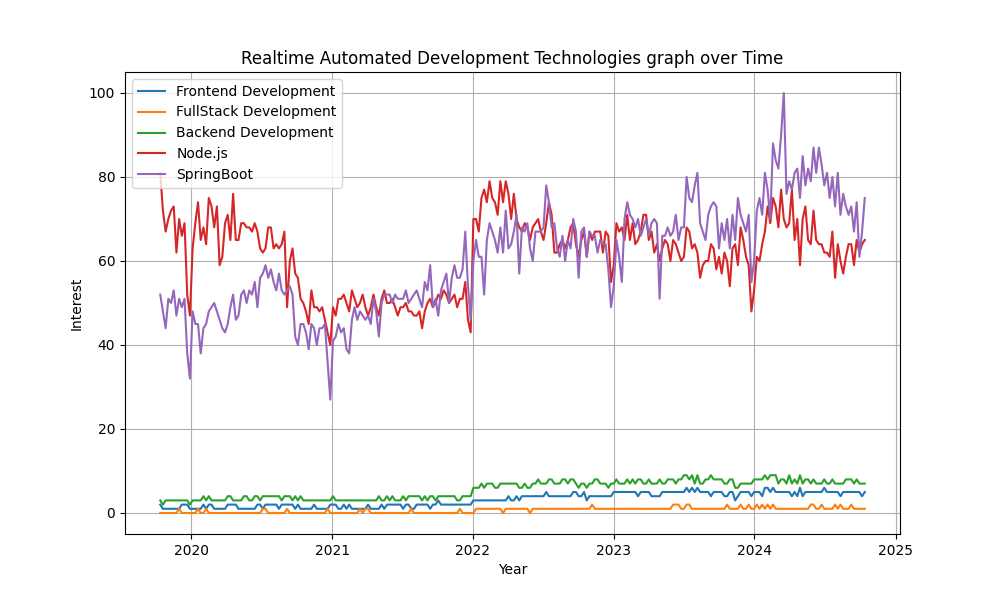 Realtime Automated Development Technologies graph over Time
Frontend Development
FullStack Development
Backend Development
Node.js
SpringBoot
100
80
60
40
20
0
Interest
2020
2021
2022
2023
2024
2025
Year